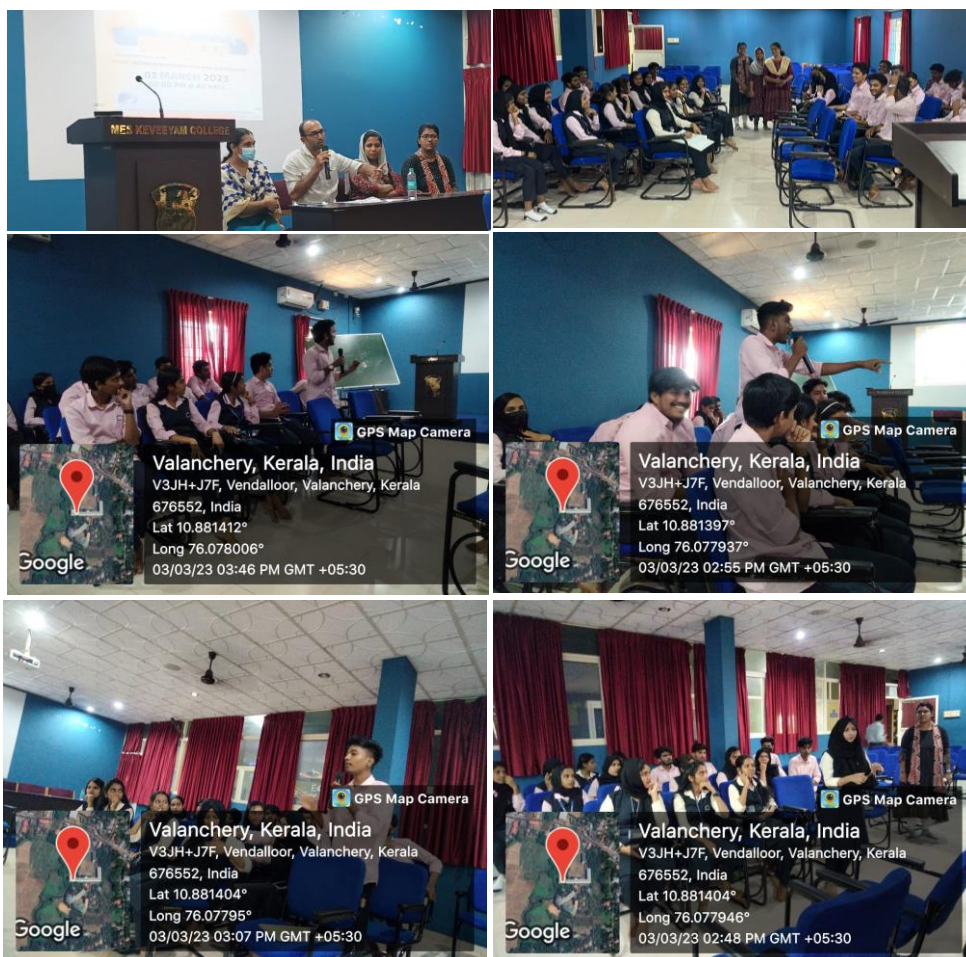 03 MARCH 2023
MES KEVEEYAM COLLEGE
GPS Map Camera
Valanchery, Kerala, India
V3JH+J7F, Vendalloor, Valanchery, Kerala
676552, India
Lat 10.881412°
Long 76.078006°
03/03/23 03:46 PM GMT +05:30
Google
GPS Map Camera
Valanchery, Kerala, India
V3JH+J7F, Vendalloor, Valanchery, Kerala
676552, India
Lat 10.881397°
Long 76.077937°
03/03/23 02:55 PM GMT +05:30
Google
GPS Map Camera
Valanchery, Kerala, India
V3JH+J7F, Vendalloor, Valanchery, Kerala
676552, India
Lat 10.881404°
Long 76.07795°
03/03/23 03:07 PM GMT +05:30
Google
GPS Map Camera
Valanchery, Kerala, India
V3JH+J7F, Vendalloor, Valanchery, Kerala
676552, India
Lat 10.881404°
Long 76.077946°
03/03/23 02:48 PM GMT +05:30
Google